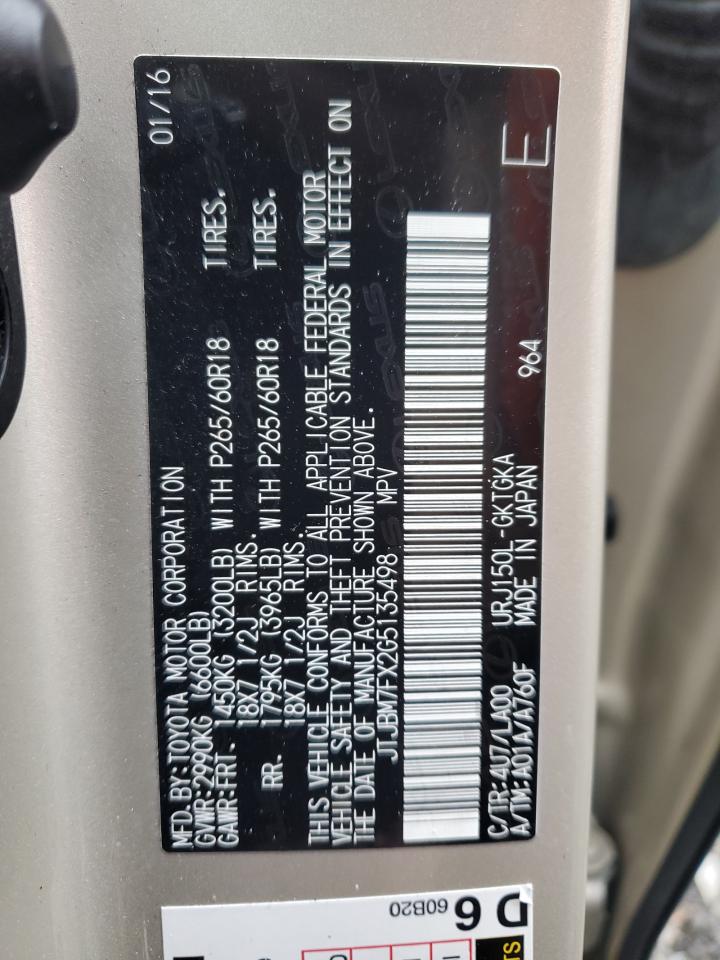 MFD. BY: TOYOTA MOTOR CORPORATION 01/16
GVWR: 2990KG (6600LB)
GAWR: FRT. 1450KG (3200LB) WITH P265/60R18 TIRES.
18X7 1/2J RIMS.
RR. 1795KG (3965LB) WITH P265/60R18 TIRES.
18X7 1/2J RIMS.
THIS VEHICLE CONFORMS TO ALL APPLICABLE FEDERAL MOTOR
VEHICLE SAFETY AND THEFT PREVENTION STANDARDS IN EFFECT ON
THE DATE OF MANUFACTURE SHOWN ABOVE.
JTJBM7FX2G5135498 MPV
C/TR: 4U7/LA00 URJ150L-GKTGKA
A/TM: A01A/A760F MADE IN JAPAN 964 E
D 6 60B20